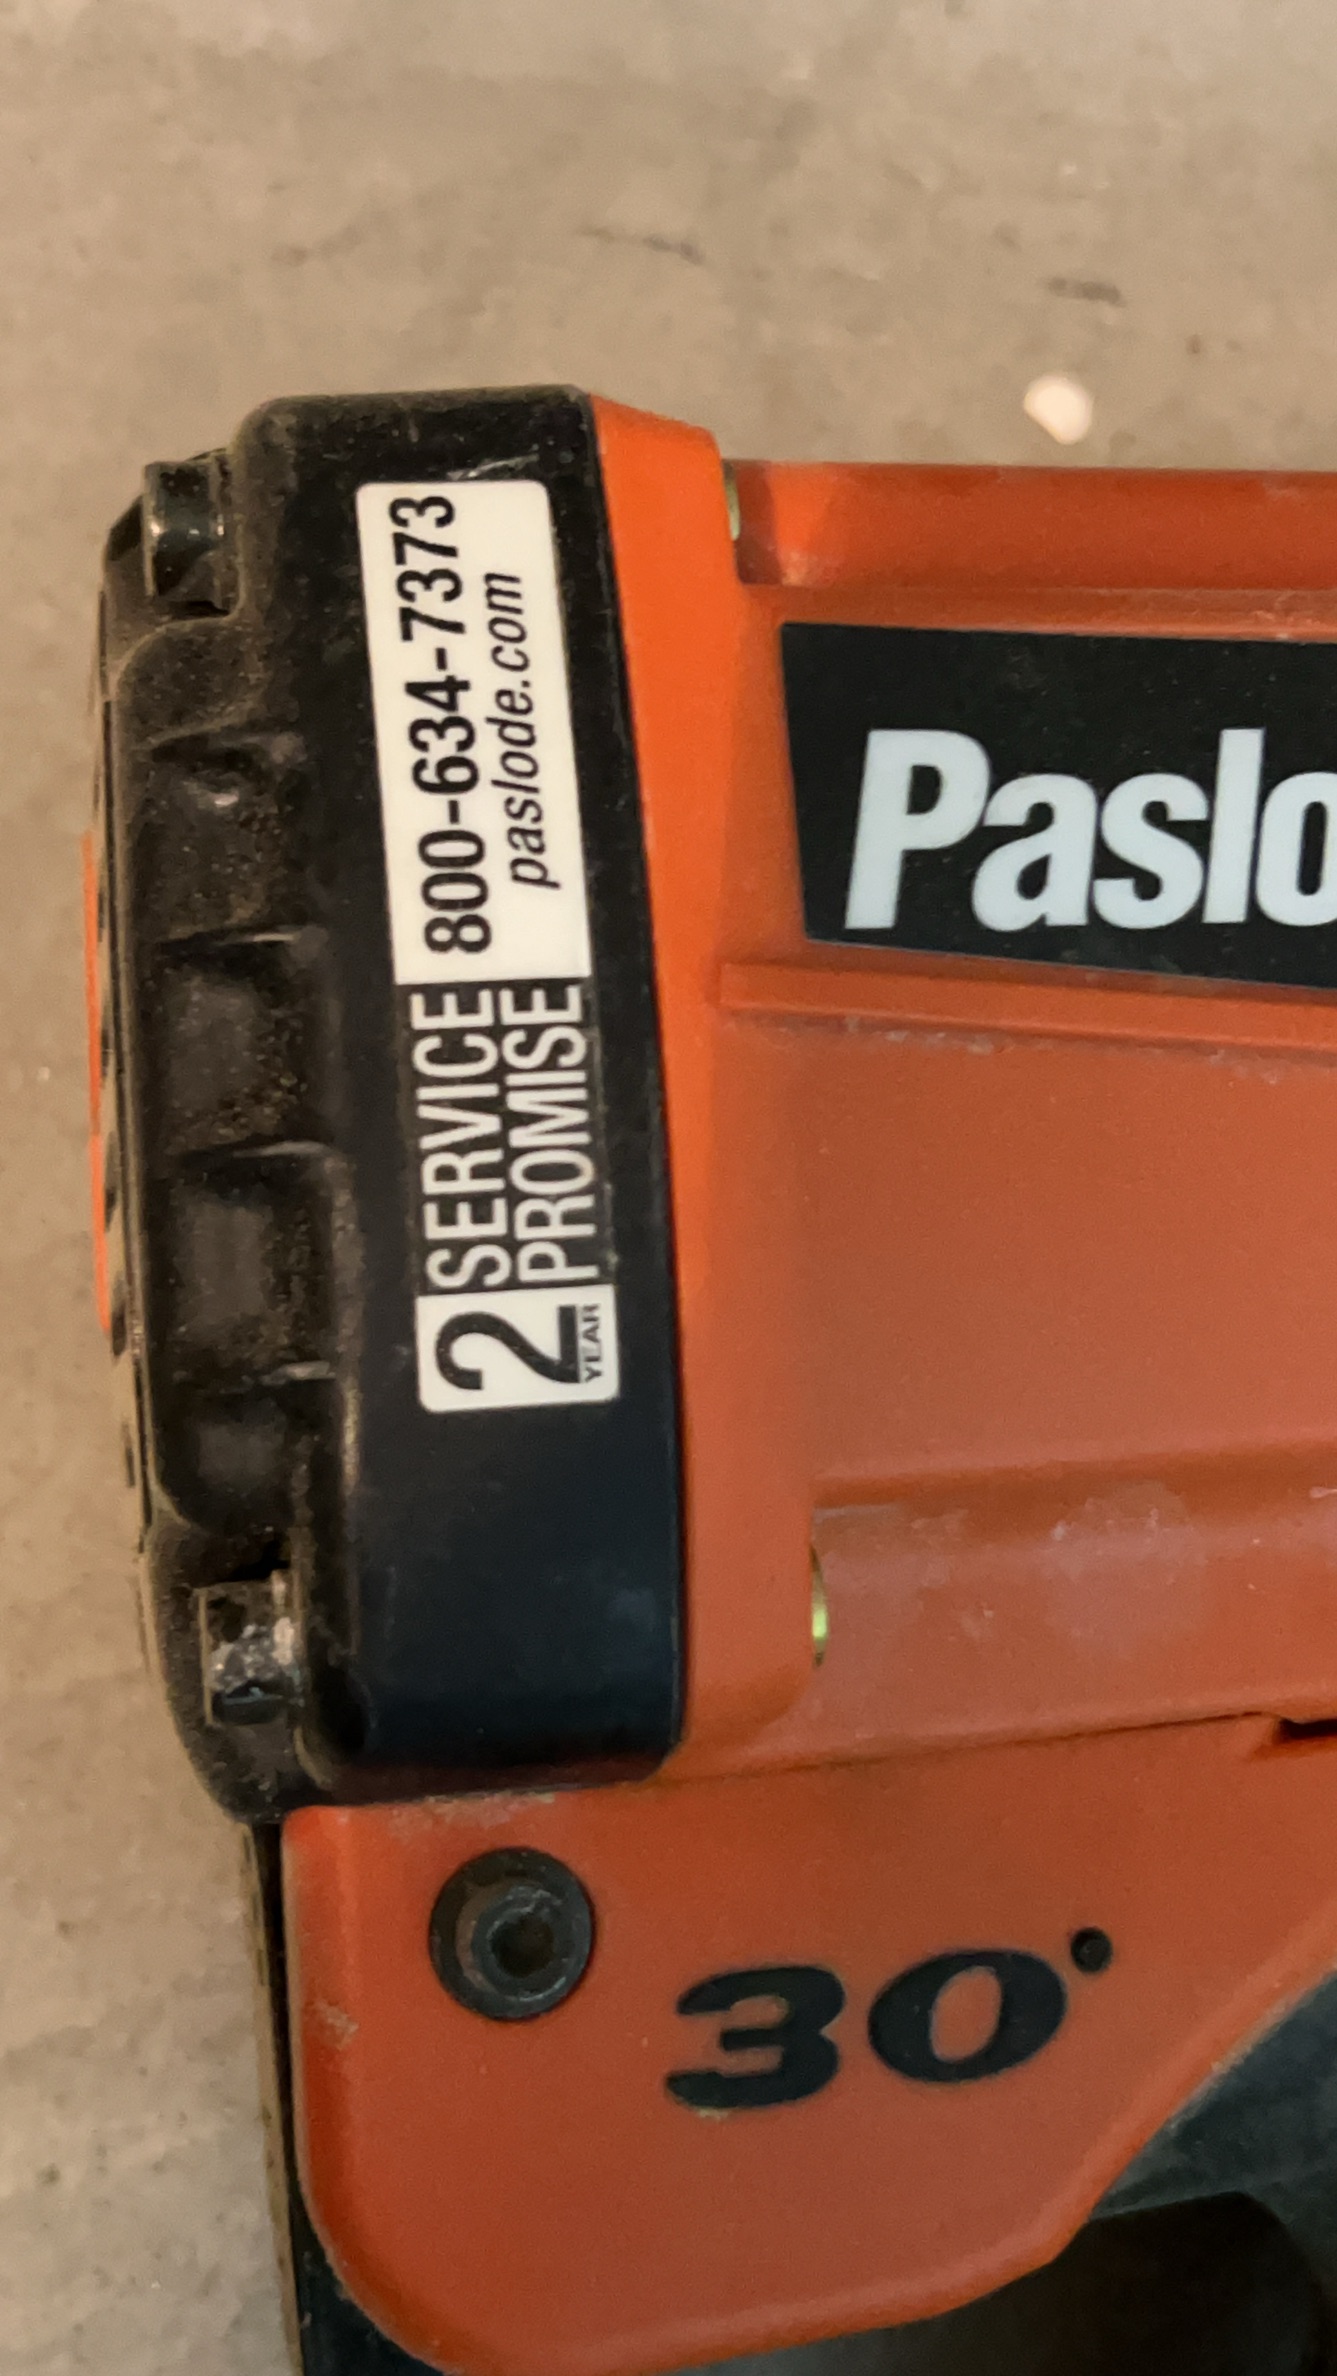 2 YEAR
SERVICE
PROMISE
800-634-7373
paslode.com
Paslo
30°